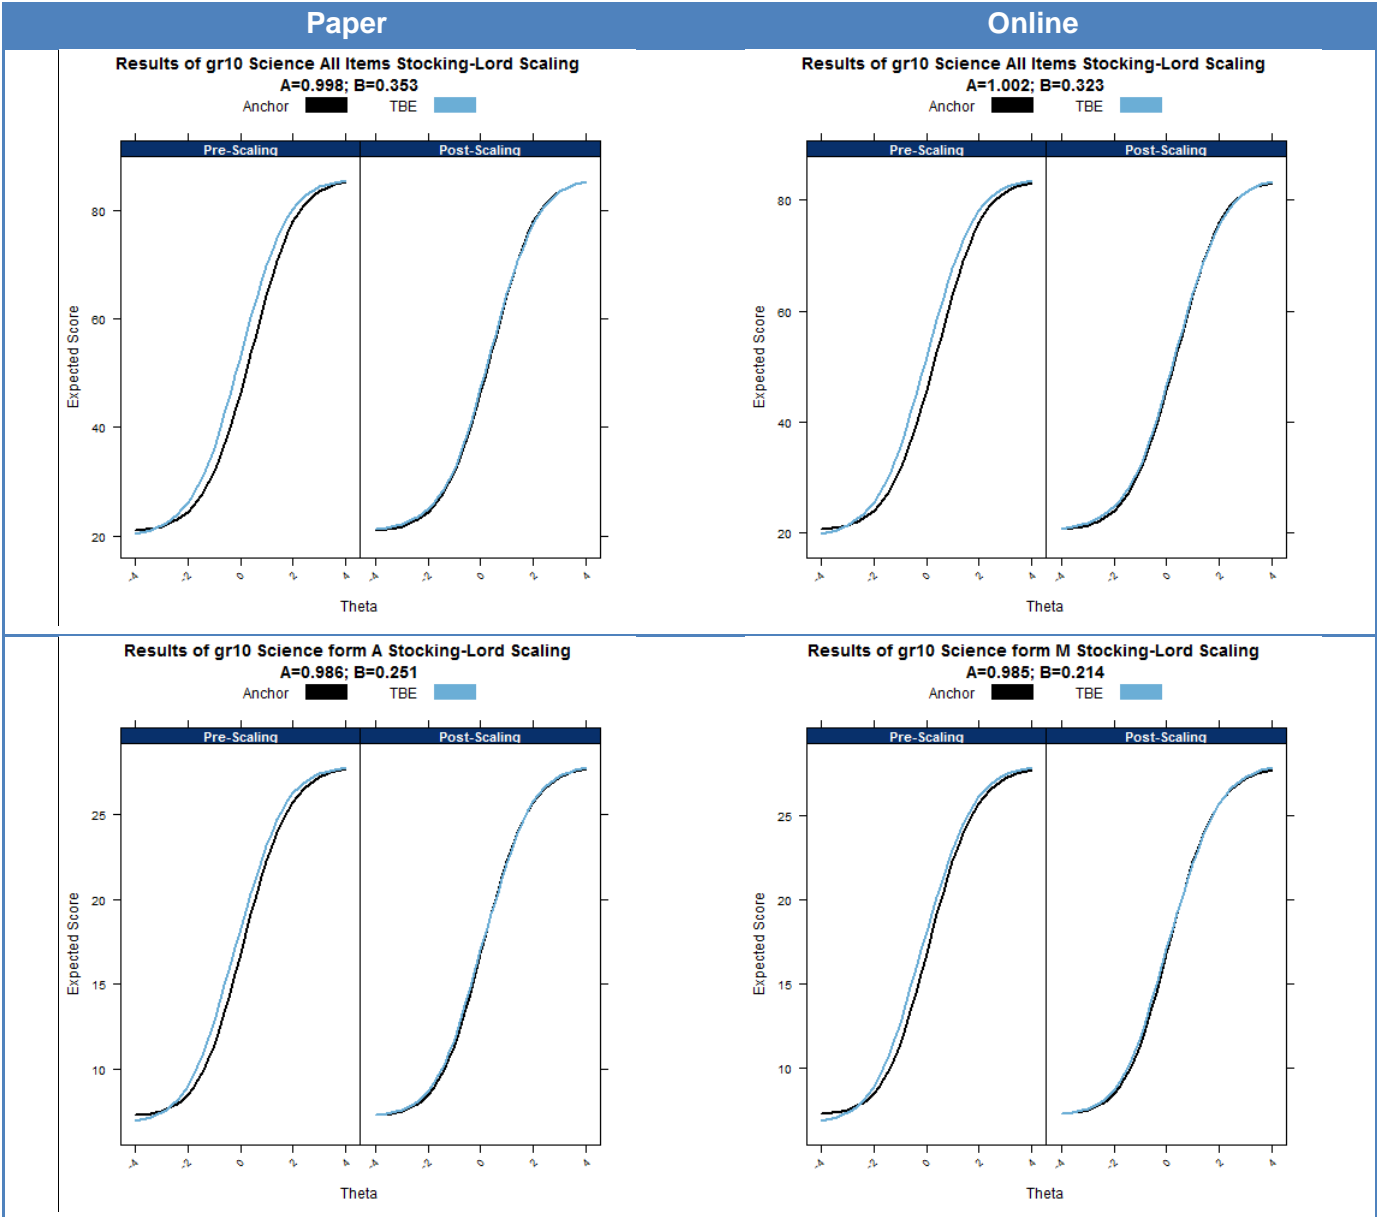 Paper
Online
Results of gr10 Science All Items Stocking-Lord Scaling
A=0.998; B=0.353
Anchor TBE
Pre-Scaling
Post-Scaling
80
60
40
20
Expected Score
-4 -2 0 2 4
-4 -2 0 2 4
Theta
Results of gr10 Science All Items Stocking-Lord Scaling
A=1.002; B=0.323
Anchor TBE
Pre-Scaling
Post-Scaling
80
60
40
20
Expected Score
-4 -2 0 2 4
-4 -2 0 2 4
Theta
Results of gr10 Science form A Stocking-Lord Scaling
A=0.986; B=0.251
Anchor TBE
Pre-Scaling
Post-Scaling
25
20
15
10
Expected Score
-4 -2 0 2 4
-4 -2 0 2 4
Theta
Results of gr10 Science form M Stocking-Lord Scaling
A=0.985; B=0.214
Anchor TBE
Pre-Scaling
Post-Scaling
25
20
15
10
Expected Score
-4 -2 0 2 4
-4 -2 0 2 4
Theta